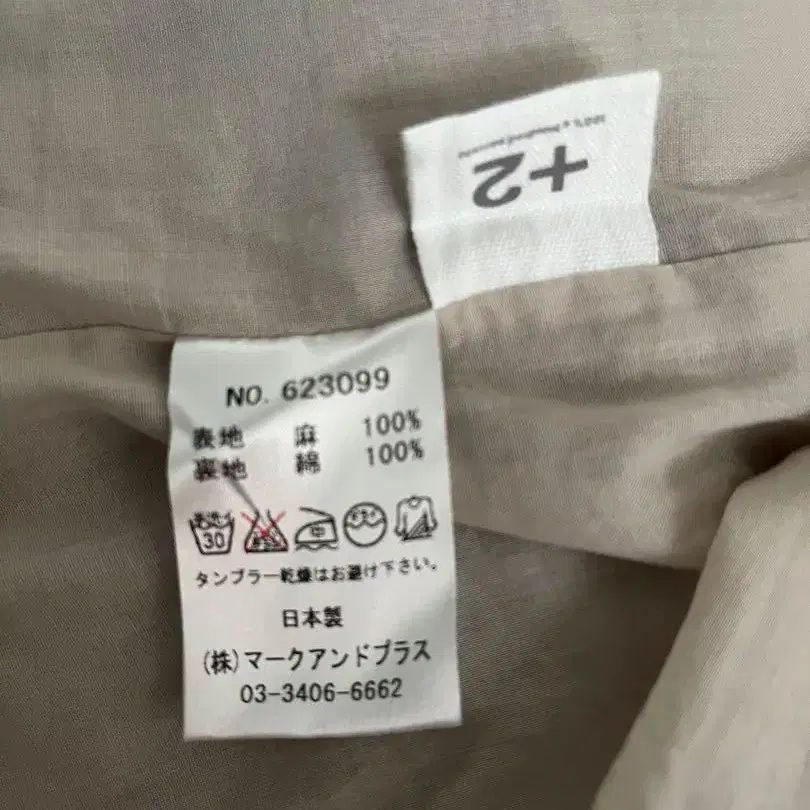 +2
NO. 623099
表地 麻 100%
裏地 綿 100%
30 中
タンブラー乾燥はお避け下さい。
日本製
(株)マークアンドプラス
03-3406-6662